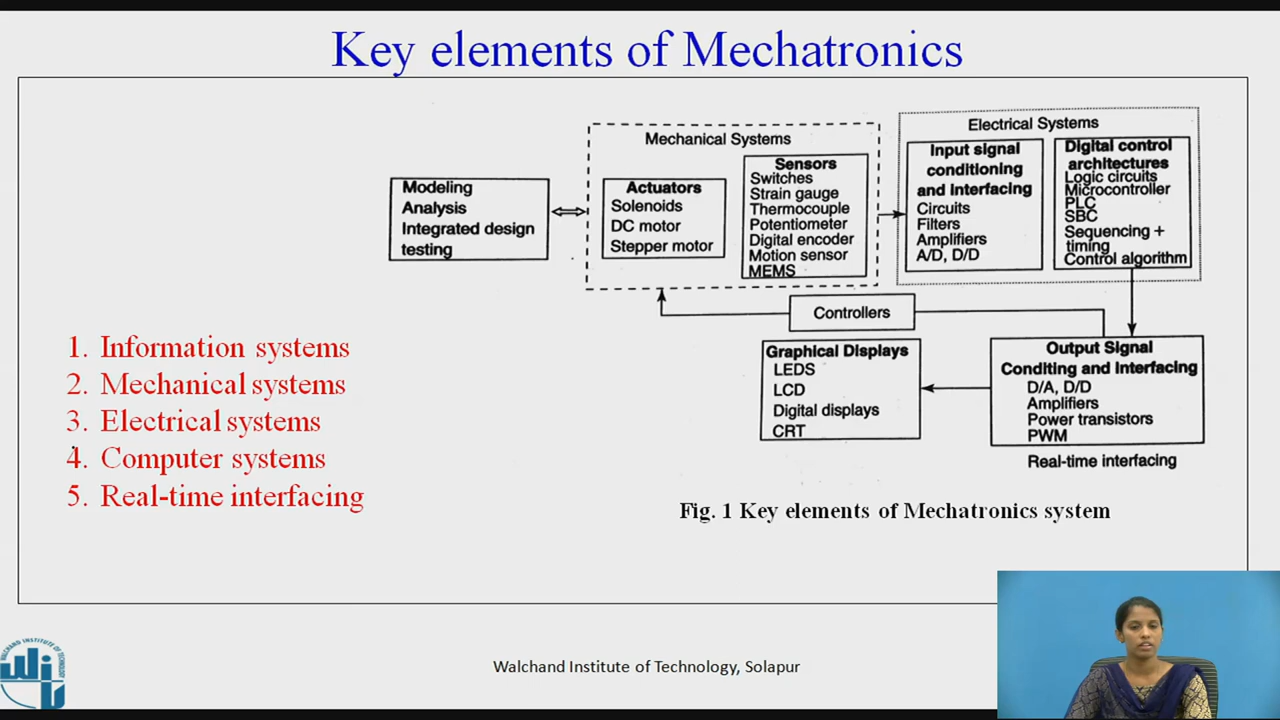 Key elements of Mechatronics
Modeling
Analysis
Integrated design
testing
Mechanical Systems
Actuators
Solenoids
DC motor
Stepper motor
Sensors
Switches
Strain gauge
Thermocouple
Potentiometer
Digital encoder
Motion sensor
MEMS
Electrical Systems
Input signal
conditioning
and interfacing
Circuits
Filters
Amplifiers
A/D, D/D
Digital control
architectures
Logic circuits
Microcontroller
PLC
SBC
Sequencing +
timing
Control algorithm
Controllers
Graphical Displays
LEDS
LCD
Digital displays
CRT
Output Signal
Conditing and Interfacing
D/A, D/D
Amplifiers
Power transistors
PWM
Real-time interfacing
Fig. 1 Key elements of Mechatronics system
1. Information systems
2. Mechanical systems
3. Electrical systems
4. Computer systems
5. Real-time interfacing
WALCHAND INSTITUTE OF TECHNOLOGY
WIT
Walchand Institute of Technology, Solapur